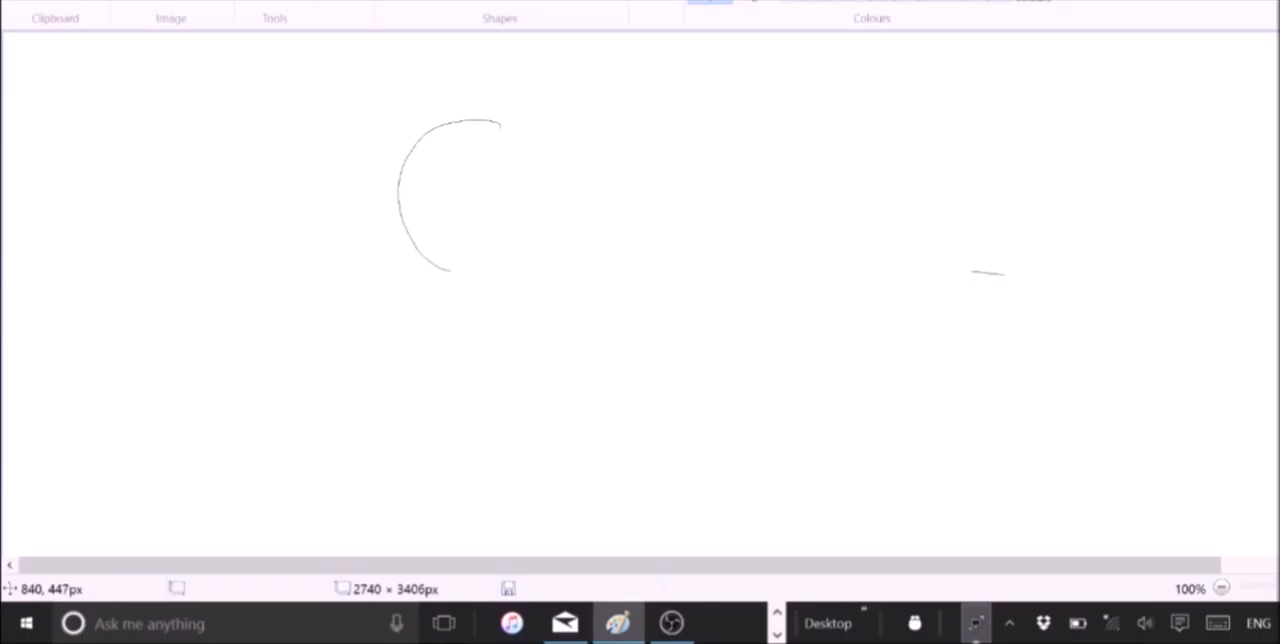 Clipboard Image Tools Shapes Colours
840, 447px 2740 × 3406px 100%
Ask me anything Desktop ENG